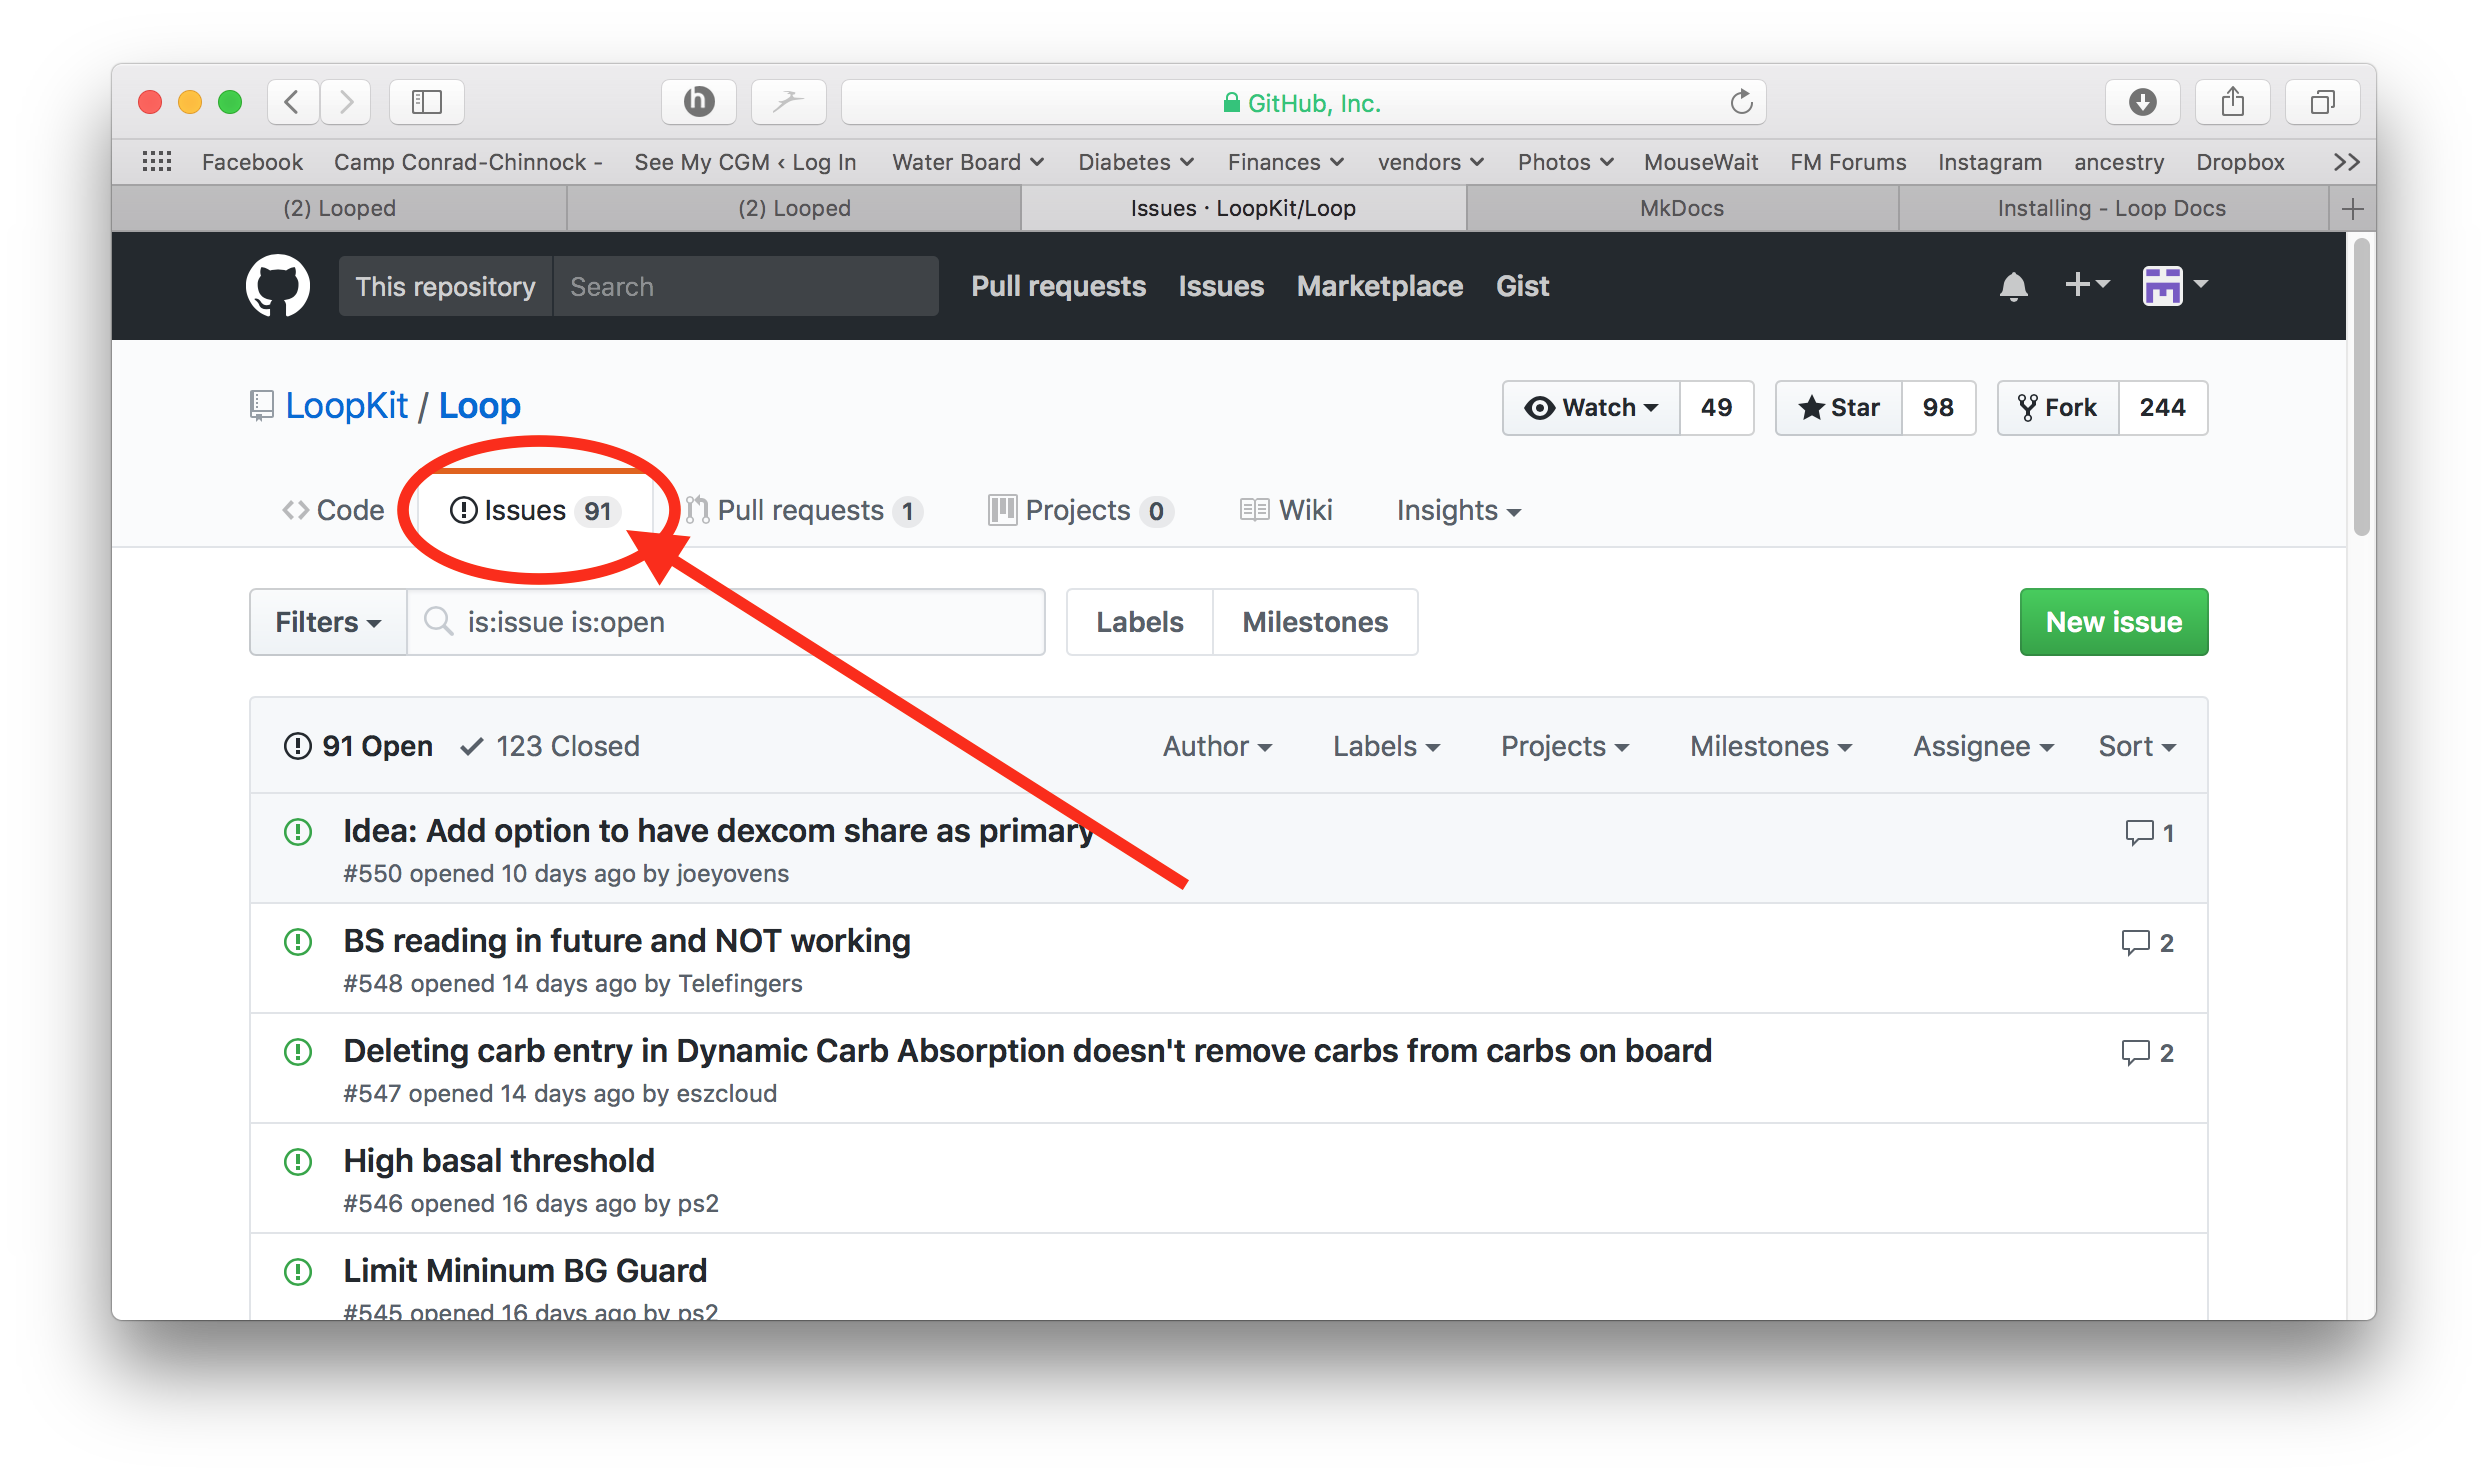 h
GitHub, Inc.
Facebook Camp Conrad-Chinnock - See My CGM ‹ Log In Water Board Diabetes Finances vendors Photos MouseWait FM Forums Instagram ancestry Dropbox
(2) Looped (2) Looped Issues · LoopKit/Loop MkDocs Installing - Loop Docs
This repository Search Pull requests Issues Marketplace Gist
LoopKit / Loop Watch 49 Star 98 Fork 244
Code Issues 91 Pull requests 1 Projects 0 Wiki Insights
Filters is:issue is:open Labels Milestones New issue
91 Open 123 Closed Author Labels Projects Milestones Assignee Sort
Idea: Add option to have dexcom share as primary 1
#550 opened 10 days ago by joeyovens
BS reading in future and NOT working 2
#548 opened 14 days ago by Telefingers
Deleting carb entry in Dynamic Carb Absorption doesn't remove carbs from carbs on board 2
#547 opened 14 days ago by eszcloud
High basal threshold
#546 opened 16 days ago by ps2
Limit Mininum BG Guard
#545 opened 16 days ago by ps2